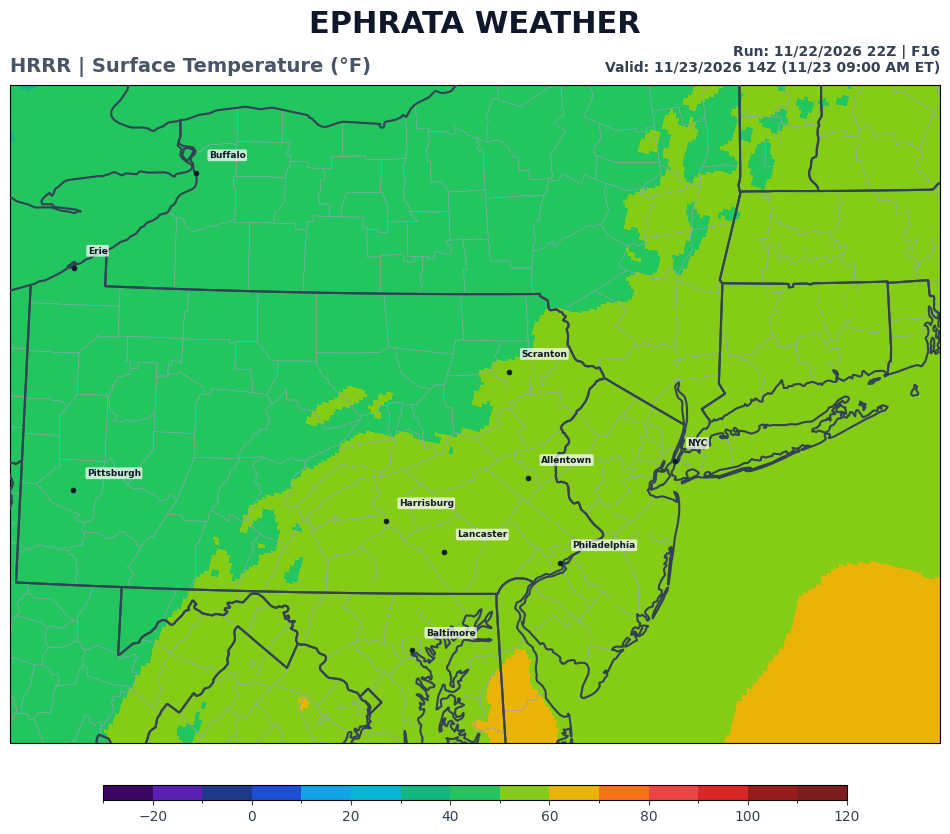 EPHRATA WEATHER
HRRR | Surface Temperature (°F)
Run: 11/22/2026 22Z | F16
Valid: 11/23/2026 14Z (11/23 09:00 AM ET)
Buffalo
Erie
Scranton
NYC
Allentown
Pittsburgh
Harrisburg
Lancaster
Philadelphia
Baltimore
−20 0 20 40 60 80 100 120